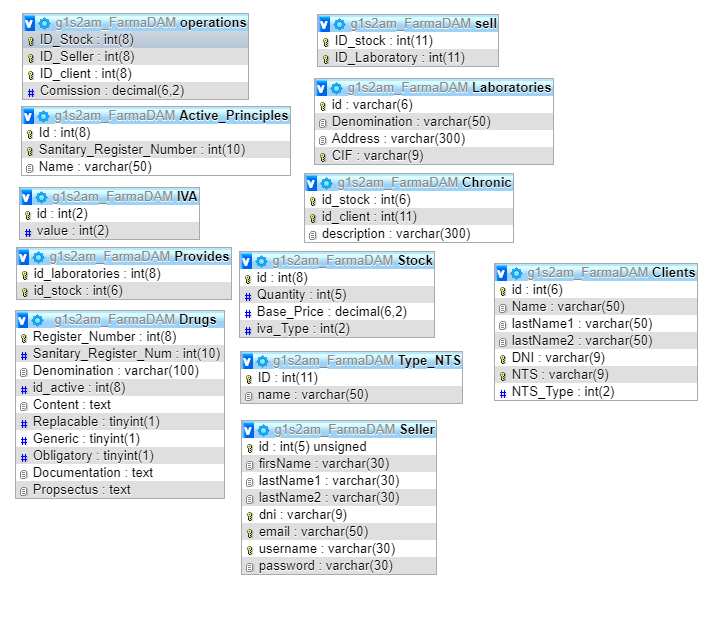 g1s2am_FarmaDAM operations
ID_Stock : int(8)
ID_Seller : int(8)
ID_client : int(8)
Comission : decimal(6,2)
g1s2am_FarmaDAM sell
ID_stock : int(11)
ID_Laboratory : int(11)
g1s2am_FarmaDAM Laboratories
id : varchar(6)
Denomination : varchar(50)
Address : varchar(300)
CIF : varchar(9)
g1s2am_FarmaDAM Active_Principles
Id : int(8)
Sanitary_Register_Number : int(10)
Name : varchar(50)
g1s2am_FarmaDAM IVA
id : int(2)
value : int(2)
g1s2am_FarmaDAM Chronic
id_stock : int(6)
id_client : int(11)
description : varchar(300)
g1s2am_FarmaDAM Provides
id_laboratories : int(8)
id_stock : int(6)
g1s2am_FarmaDAM Stock
id : int(8)
Quantity : int(5)
Base_Price : decimal(6,2)
iva_Type : int(2)
g1s2am_FarmaDAM Clients
id : int(6)
Name : varchar(50)
lastName1 : varchar(50)
lastName2 : varchar(50)
DNI : varchar(9)
NTS : varchar(9)
NTS_Type : int(2)
g1s2am_FarmaDAM Drugs
Register_Number : int(8)
Sanitary_Register_Num : int(10)
Denomination : varchar(100)
id_active : int(8)
Content : text
Replacable : tinyint(1)
Generic : tinyint(1)
Obligatory : tinyint(1)
Documentation : text
Propsectus : text
g1s2am_FarmaDAM Type_NTS
ID : int(11)
name : varchar(50)
g1s2am_FarmaDAM Seller
id : int(5) unsigned
firsName : varchar(30)
lastName1 : varchar(30)
lastName2 : varchar(30)
dni : varchar(9)
email : varchar(50)
username : varchar(30)
password : varchar(30)